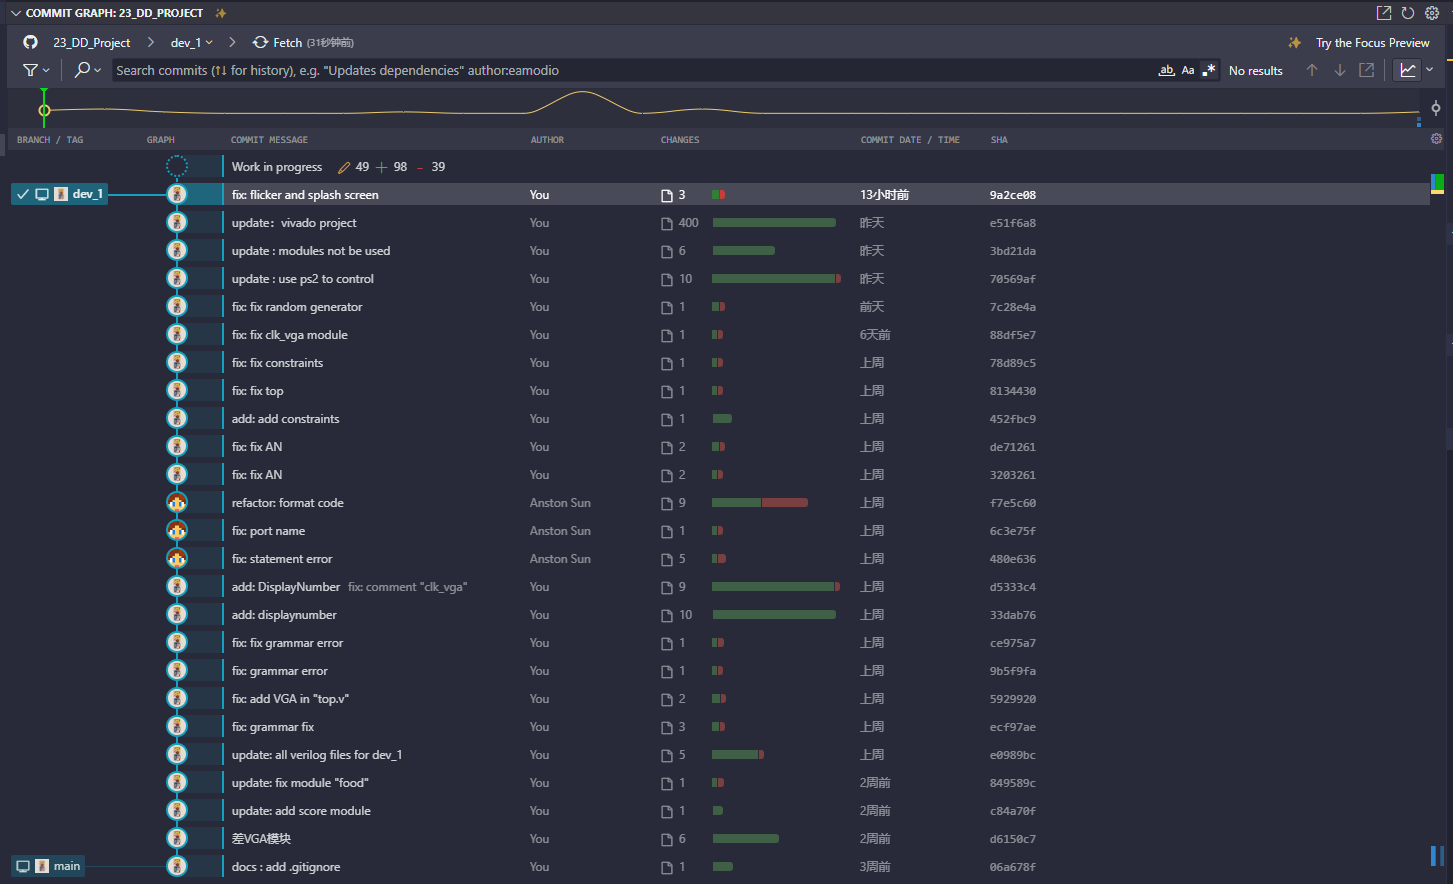 COMMIT GRAPH: 23_DD_PROJECT
23_DD_Project > dev_1 > Fetch (31秒钟前) Try the Focus Preview
Search commits (↑↓ for history), e.g. "Updates dependencies" author:eamodio ab Aa .* No results
BRANCH / TAG GRAPH COMMIT MESSAGE AUTHOR CHANGES COMMIT DATE / TIME SHA
Work in progress 49 + 98 − 39
dev_1 fix: flicker and splash screen You 3 13小时前 9a2ce08
update：vivado project You 400 昨天 e51f6a8
update : modules not be used You 6 昨天 3bd21da
update : use ps2 to control You 10 昨天 70569af
fix: fix random generator You 1 前天 7c28e4a
fix: fix clk_vga module You 1 6天前 88df5e7
fix: fix constraints You 1 上周 78d89c5
fix: fix top You 1 上周 8134430
add: add constraints You 1 上周 452fbc9
fix: fix AN You 2 上周 de71261
fix: fix AN You 2 上周 3203261
refactor: format code Anston Sun 9 上周 f7e5c60
fix: port name Anston Sun 1 上周 6c3e75f
fix: statement error Anston Sun 5 上周 480e636
add: DisplayNumber fix: comment "clk_vga" You 9 上周 d5333c4
add: displaynumber You 10 上周 33dab76
fix: fix grammar error You 1 上周 ce975a7
fix: grammar error You 1 上周 9b5f9fa
fix: add VGA in "top.v" You 2 上周 5929920
fix: grammar fix You 3 上周 ecf97ae
update: all verilog files for dev_1 You 5 上周 e0989bc
update: fix module "food" You 1 2周前 849589c
update: add score module You 1 2周前 c84a70f
差VGA模块 You 6 2周前 d6150c7
main docs : add .gitignore You 1 3周前 06a678f